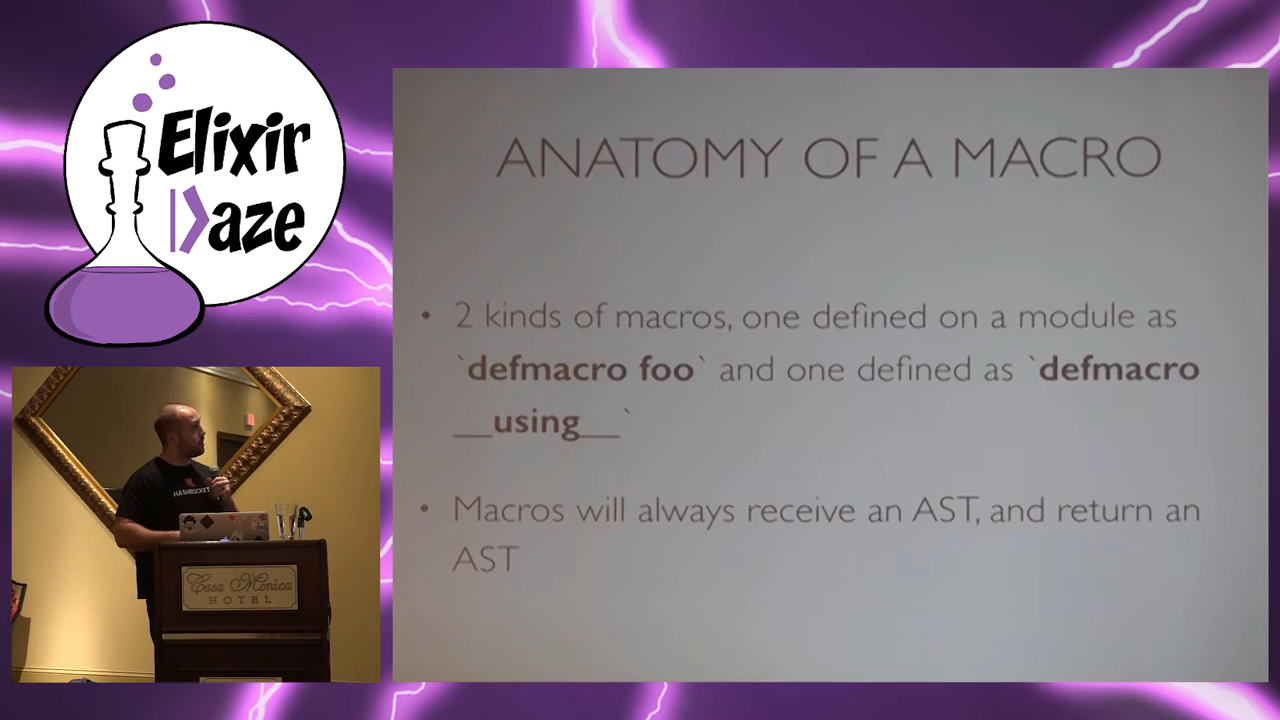 Elixir
Daze
ANATOMY OF A MACRO
• 2 kinds of macros, one defined on a module as
`defmacro foo` and one defined as `defmacro
__using__`
• Macros will always receive an AST, and return an
AST
HASHROCKET
Casa Monica
HOTEL